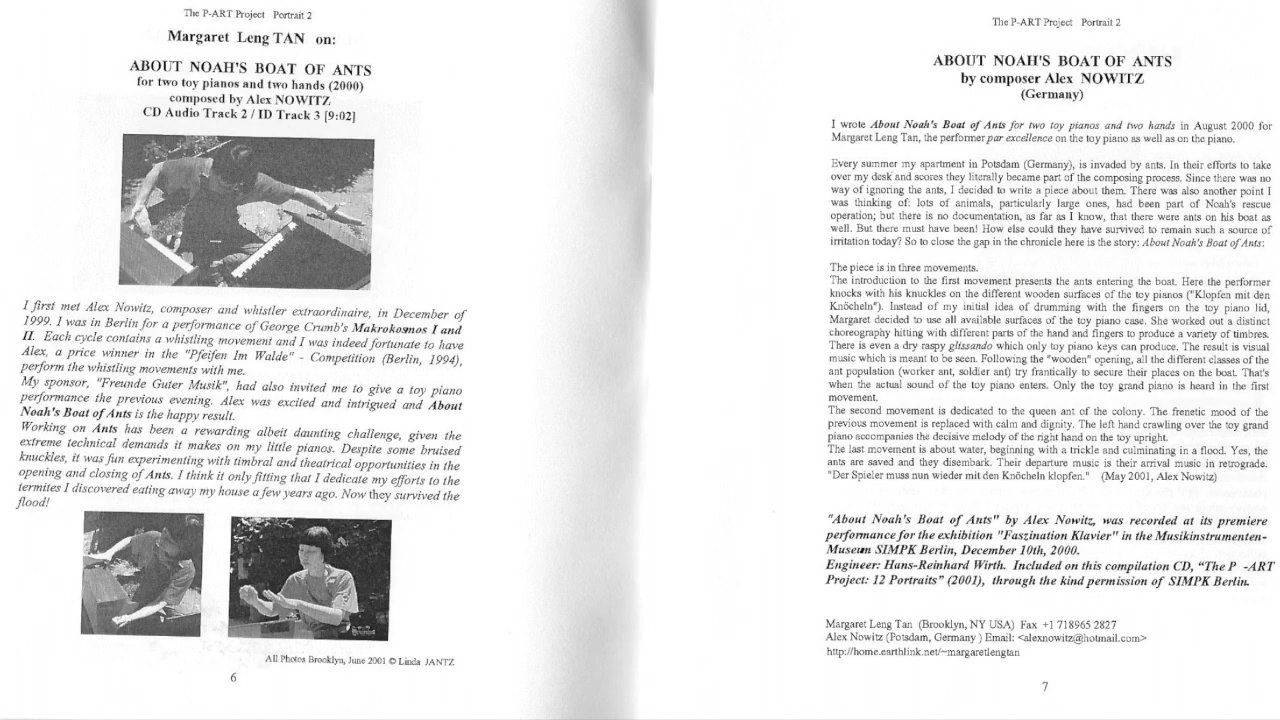 The P-ART Project Portrait 2
Margaret Leng TAN on:
ABOUT NOAH'S BOAT OF ANTS
for two toy pianos and two hands (2000)
composed by Alex NOWITZ
CD Audio Track 2 / ID Track 3 [9:02]
I first met Alex Nowitz, composer and whistler extraordinaire, in December of
1999. I was in Berlin for a performance of George Crumb's Makrokosmos I and
II. Each cycle contains a whistling movement and I was indeed fortunate to have
Alex, a price winner in the "Pfeifen Im Walde" - Competition (Berlin, 1994),
perform the whistling movements with me.
My sponsor, "Freunde Guter Musik", had also invited me to give a toy piano
performance the previous evening. Alex was excited and intrigued and About
Noah's Boat of Ants is the happy result.
Working on Ants has been a rewarding albeit daunting challenge, given the
extreme technical demands it makes on my little pianos. Despite some bruised
knuckles, it was fun experimenting with timbral and theatrical opportunities in the
opening and closing of Ants. I think it only fitting that I dedicate my efforts to the
termites I discovered eating away my house a few years ago. Now they survived the
flood!
All Photos Brooklyn, June 2001 © Linda JANTZ
6
The P-ART Project Portrait 2
ABOUT NOAH'S BOAT OF ANTS
by composer Alex NOWITZ
(Germany)
I wrote About Noah's Boat of Ants for two toy pianos and two hands in August 2000 for
Margaret Leng Tan, the performer par excellence on the toy piano as well as on the piano.
Every summer my apartment in Potsdam (Germany), is invaded by ants. In their efforts to take
over my desk and scores they literally became part of the composing process. Since there was no
way of ignoring the ants, I decided to write a piece about them. There was also another point I
was thinking of: lots of animals, particularly large ones, had been part of Noah's rescue
operation; but there is no documentation, as far as I know, that there were ants on his boat as
well. But there must have been! How else could they have survived to remain such a source of
irritation today? So to close the gap in the chronicle here is the story: About Noah's Boat of Ants:
The piece is in three movements.
The introduction to the first movement presents the ants entering the boat. Here the performer
knocks with his knuckles on the different wooden surfaces of the toy pianos ("Klopfen mit den
Knöcheln"). Instead of my initial idea of drumming with the fingers on the toy piano lid,
Margaret decided to use all available surfaces of the toy piano case. She worked out a distinct
choreography hitting with different parts of the hand and fingers to produce a variety of timbres.
There is even a dry raspy glissando which only toy piano keys can produce. The result is visual
music which is meant to be seen. Following the "wooden" opening, all the different classes of the
ant population (worker ant, soldier ant) try frantically to secure their places on the boat. That's
when the actual sound of the toy piano enters. Only the toy grand piano is heard in the first
movement.
The second movement is dedicated to the queen ant of the colony. The frenetic mood of the
previous movement is replaced with calm and dignity. The left hand crawling over the toy grand
piano accompanies the decisive melody of the right hand on the toy upright.
The last movement is about water, beginning with a trickle and culminating in a flood. Yes, the
ants are saved and they disembark. Their departure music is their arrival music in retrograde.
"Der Spieler muss nun wieder mit den Knöcheln klopfen." (May 2001, Alex Nowitz)
"About Noah's Boat of Ants" by Alex Nowitz, was recorded at its premiere
performance for the exhibition "Faszination Klavier" in the Musikinstrumenten-
Museum SIMPK Berlin, December 10th, 2000.
Engineer: Hans-Reinhard Wirth. Included on this compilation CD, "The P -ART
Project: 12 Portraits" (2001), through the kind permission of SIMPK Berlin.
Margaret Leng Tan (Brooklyn, NY USA) Fax +1 718965 2827
Alex Nowitz (Potsdam, Germany ) Email: <alexnowitz@hotmail.com>
http://home.earthlink.net/~margaretlengtan
7